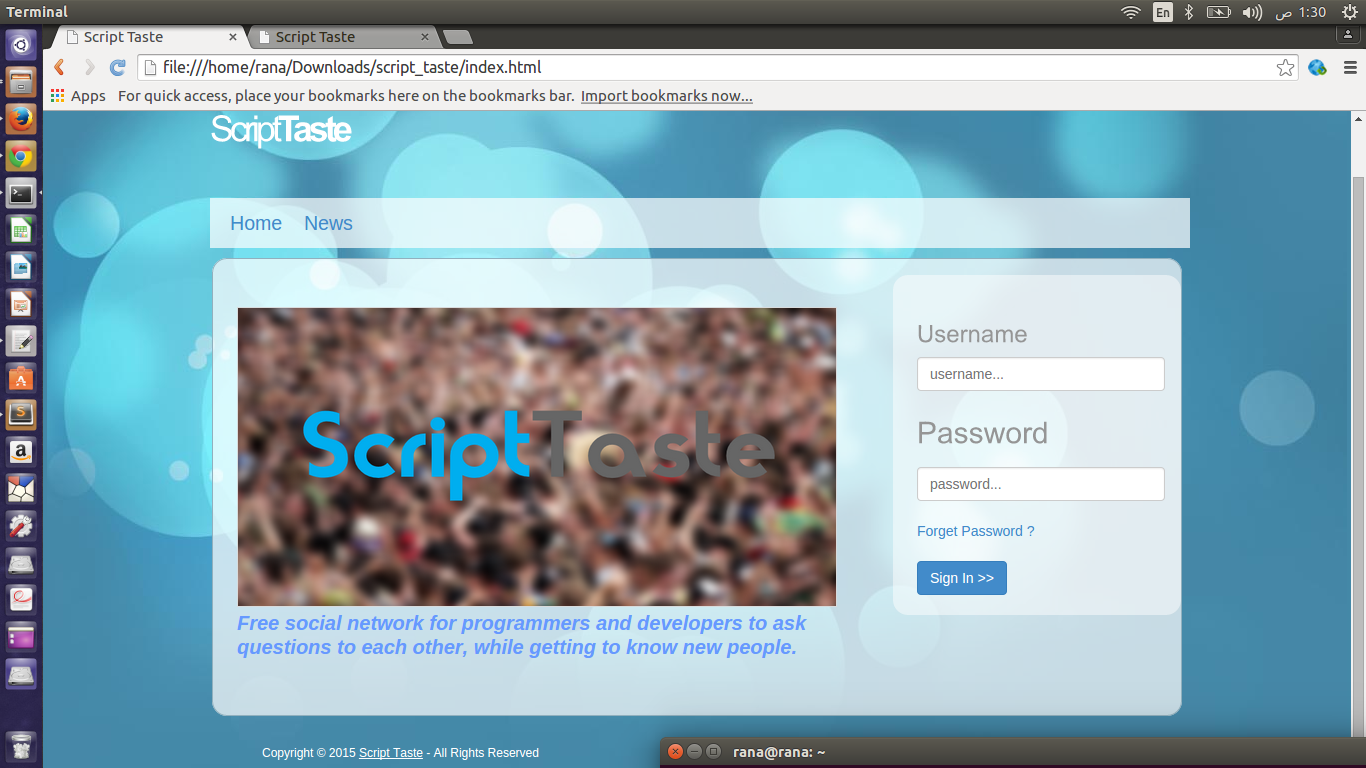 Terminal
En
ص 1:30
Script Taste
Script Taste
file:///home/rana/Downloads/script_taste/index.html
Apps
For quick access, place your bookmarks here on the bookmarks bar. Import bookmarks now...
ScriptTaste
Home
News
ScriptTaste
Free social network for programmers and developers to ask
questions to each other, while getting to know new people.
Username
username...
Password
password...
Forget Password ?
Sign In >>
Copyright © 2015 Script Taste - All Rights Reserved
rana@rana: ~